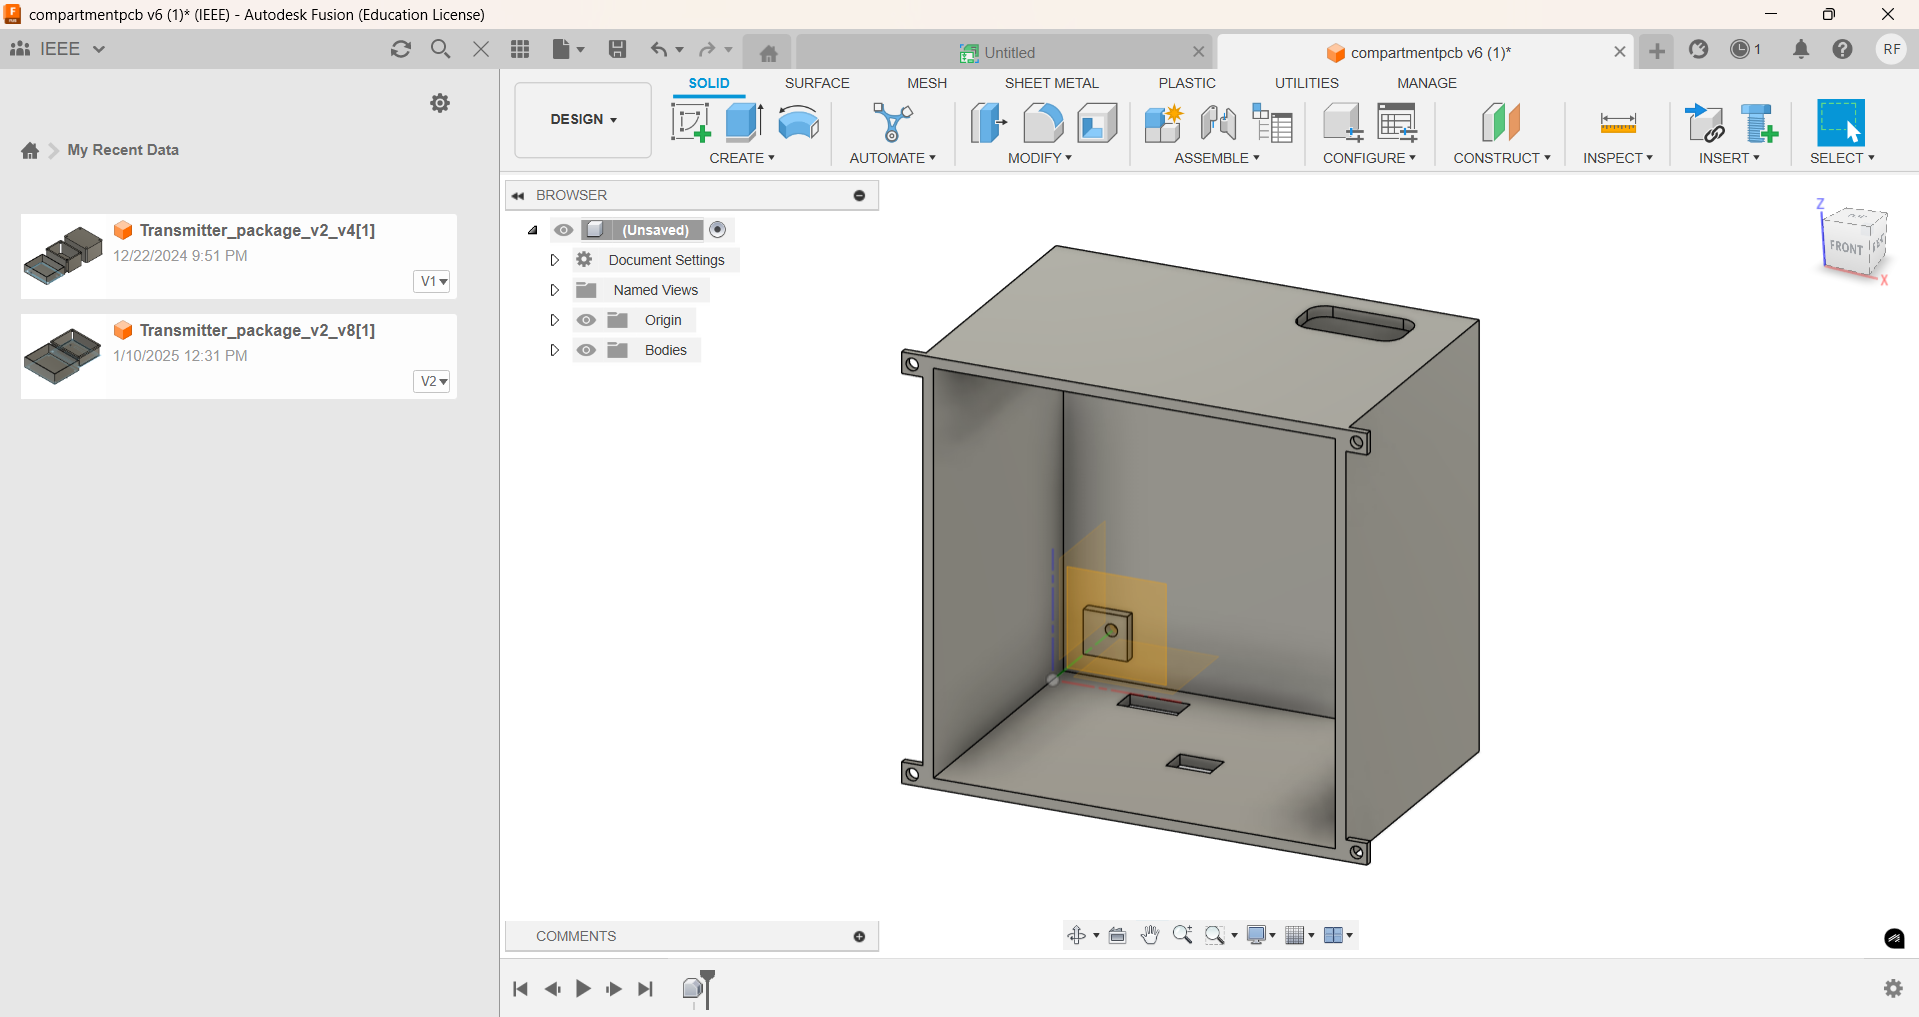 compartmentpcb v6 (1)* (IEEE) - Autodesk Fusion (Education License)
IEEE
Untitled
compartmentpcb v6 (1)*
1
RF
SOLID
SURFACE
MESH
SHEET METAL
PLASTIC
UTILITIES
MANAGE
DESIGN
CREATE
AUTOMATE
MODIFY
ASSEMBLE
CONFIGURE
CONSTRUCT
INSPECT
INSERT
SELECT
My Recent Data
Transmitter_package_v2_v4[1]
12/22/2024 9:51 PM
V1
Transmitter_package_v2_v8[1]
1/10/2025 12:31 PM
V2
BROWSER
(Unsaved)
Document Settings
Named Views
Origin
Bodies
Z
FRONT
X
COMMENTS